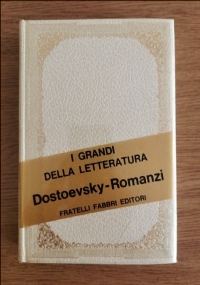 I GRANDI
DELLA LETTERATURA
Dostoevsky-Romanzi
FRATELLI FABBRI EDITORI